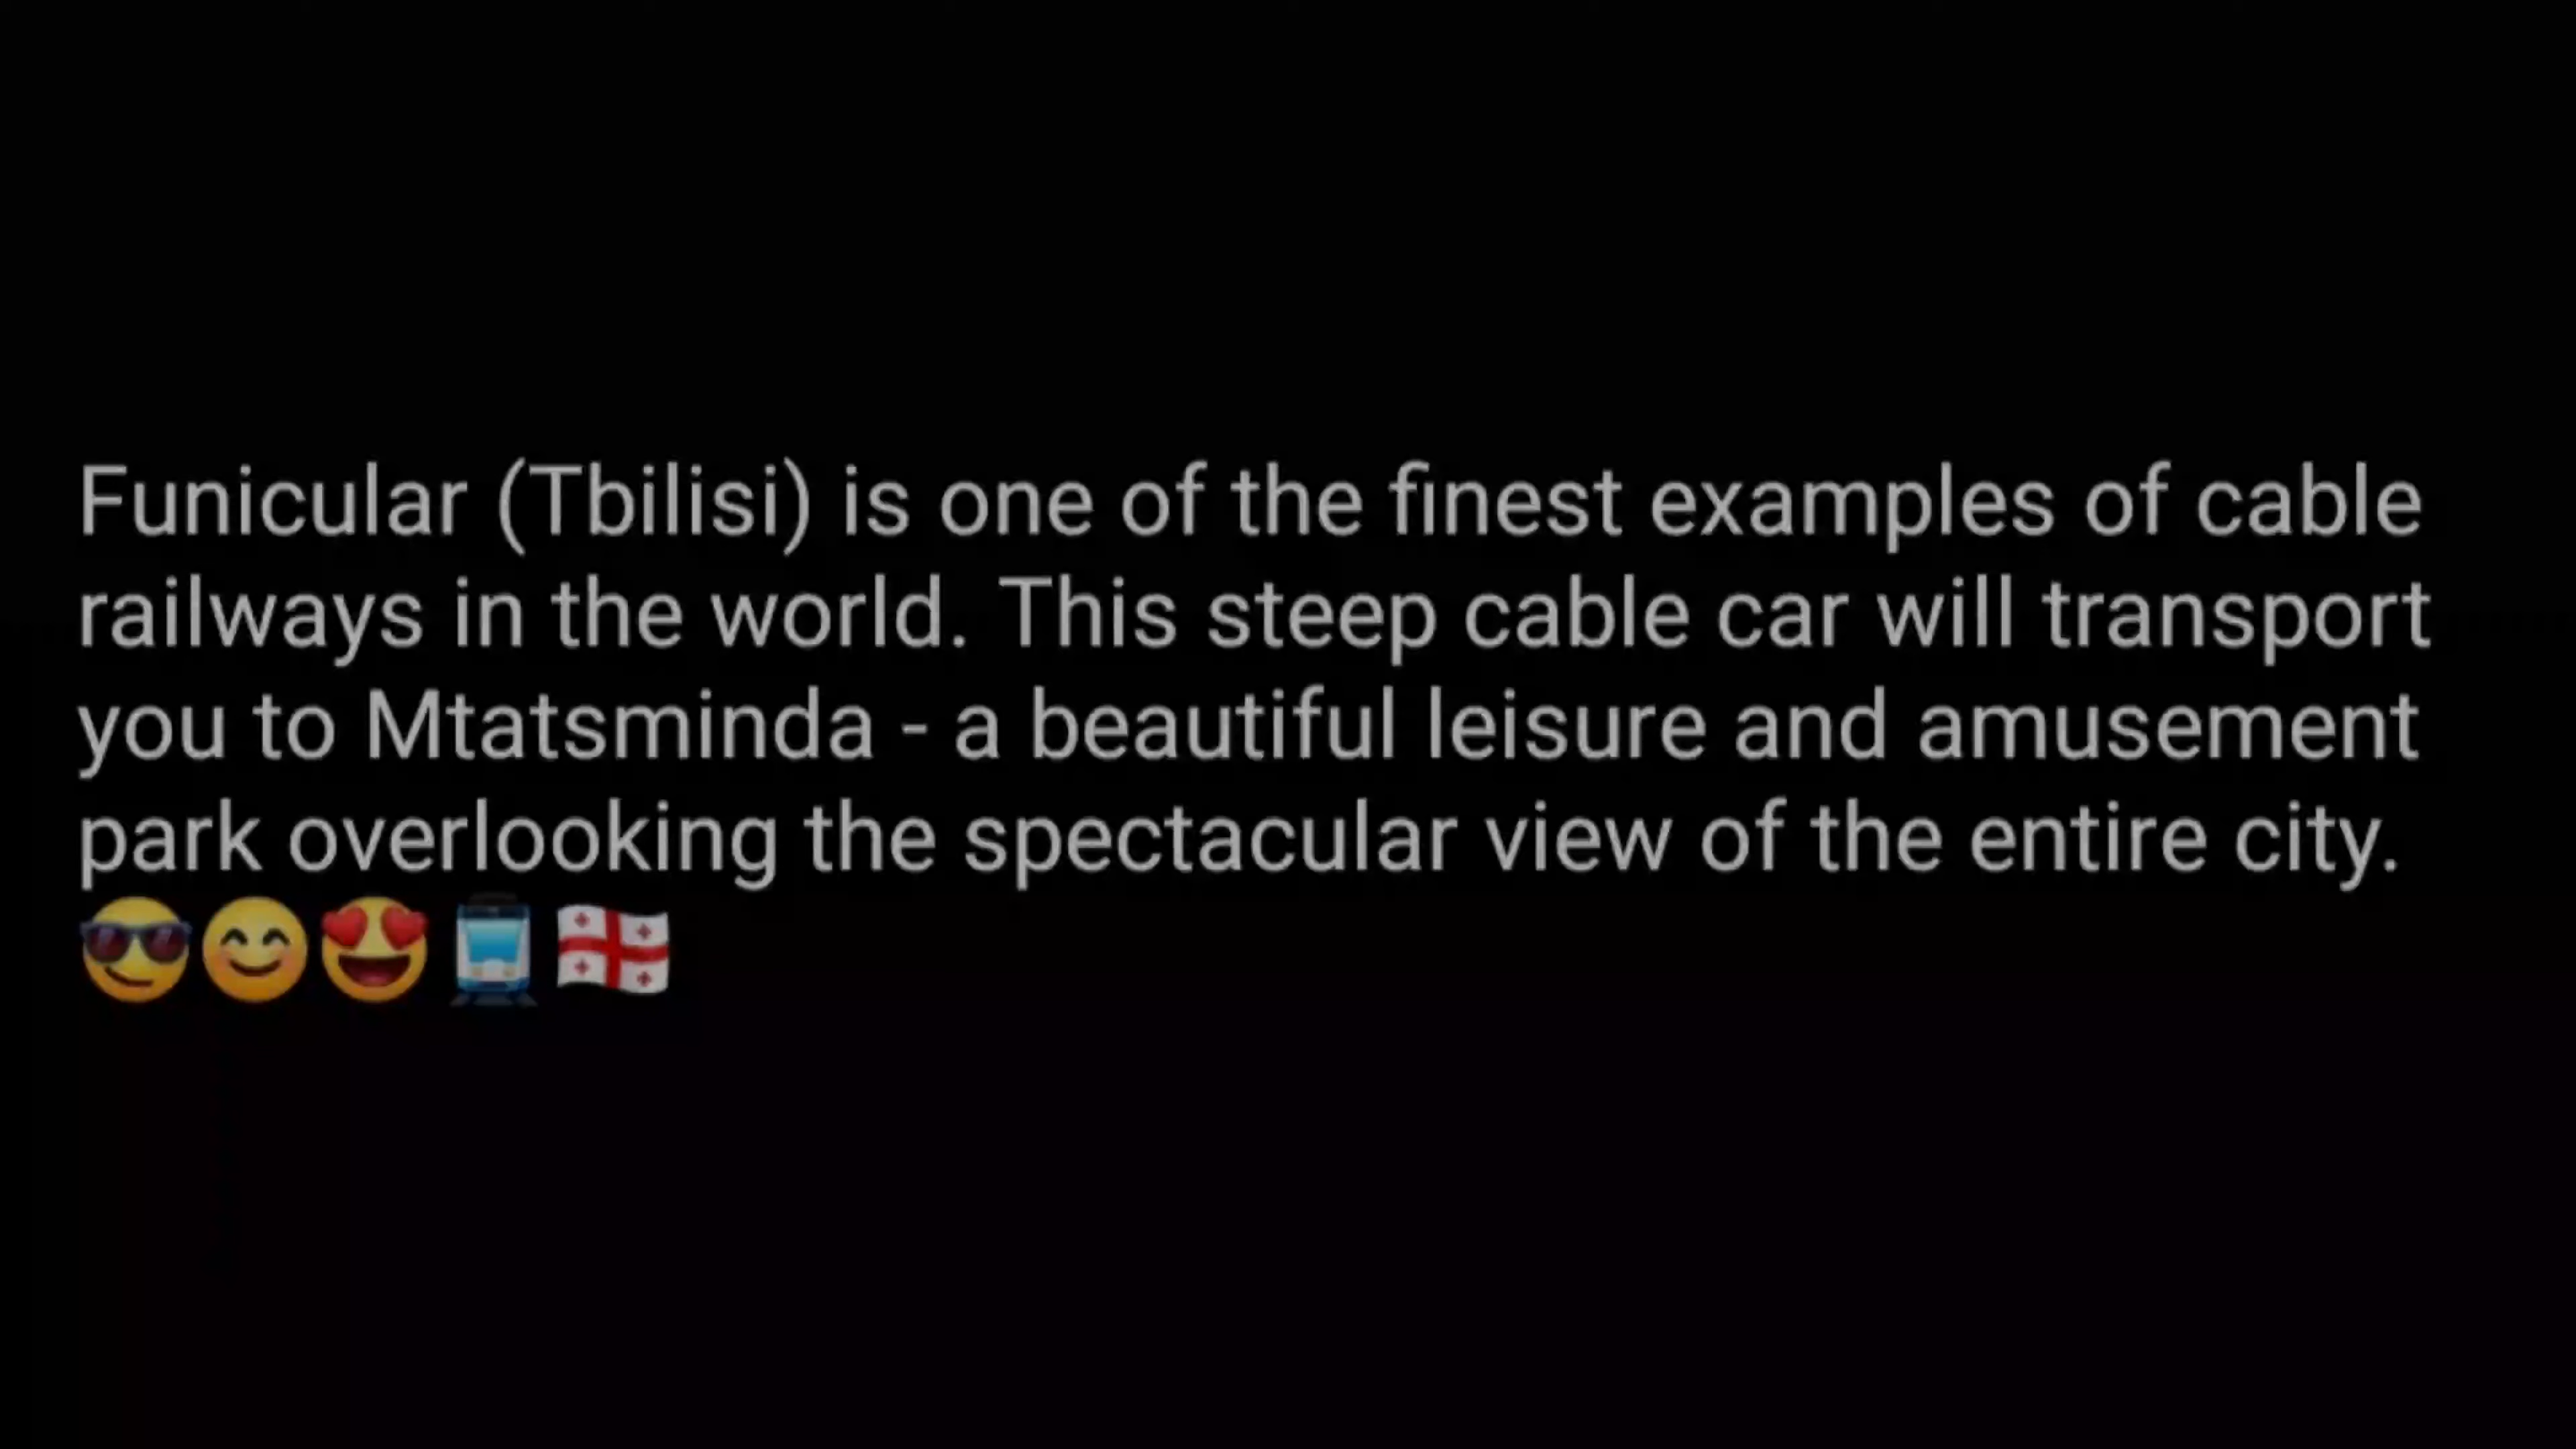 Funicular (Tbilisi) is one of the finest examples of cable
railways in the world. This steep cable car will transport
you to Mtatsminda - a beautiful leisure and amusement
park overlooking the spectacular view of the entire city.
😎😊😍🚊🇬🇪